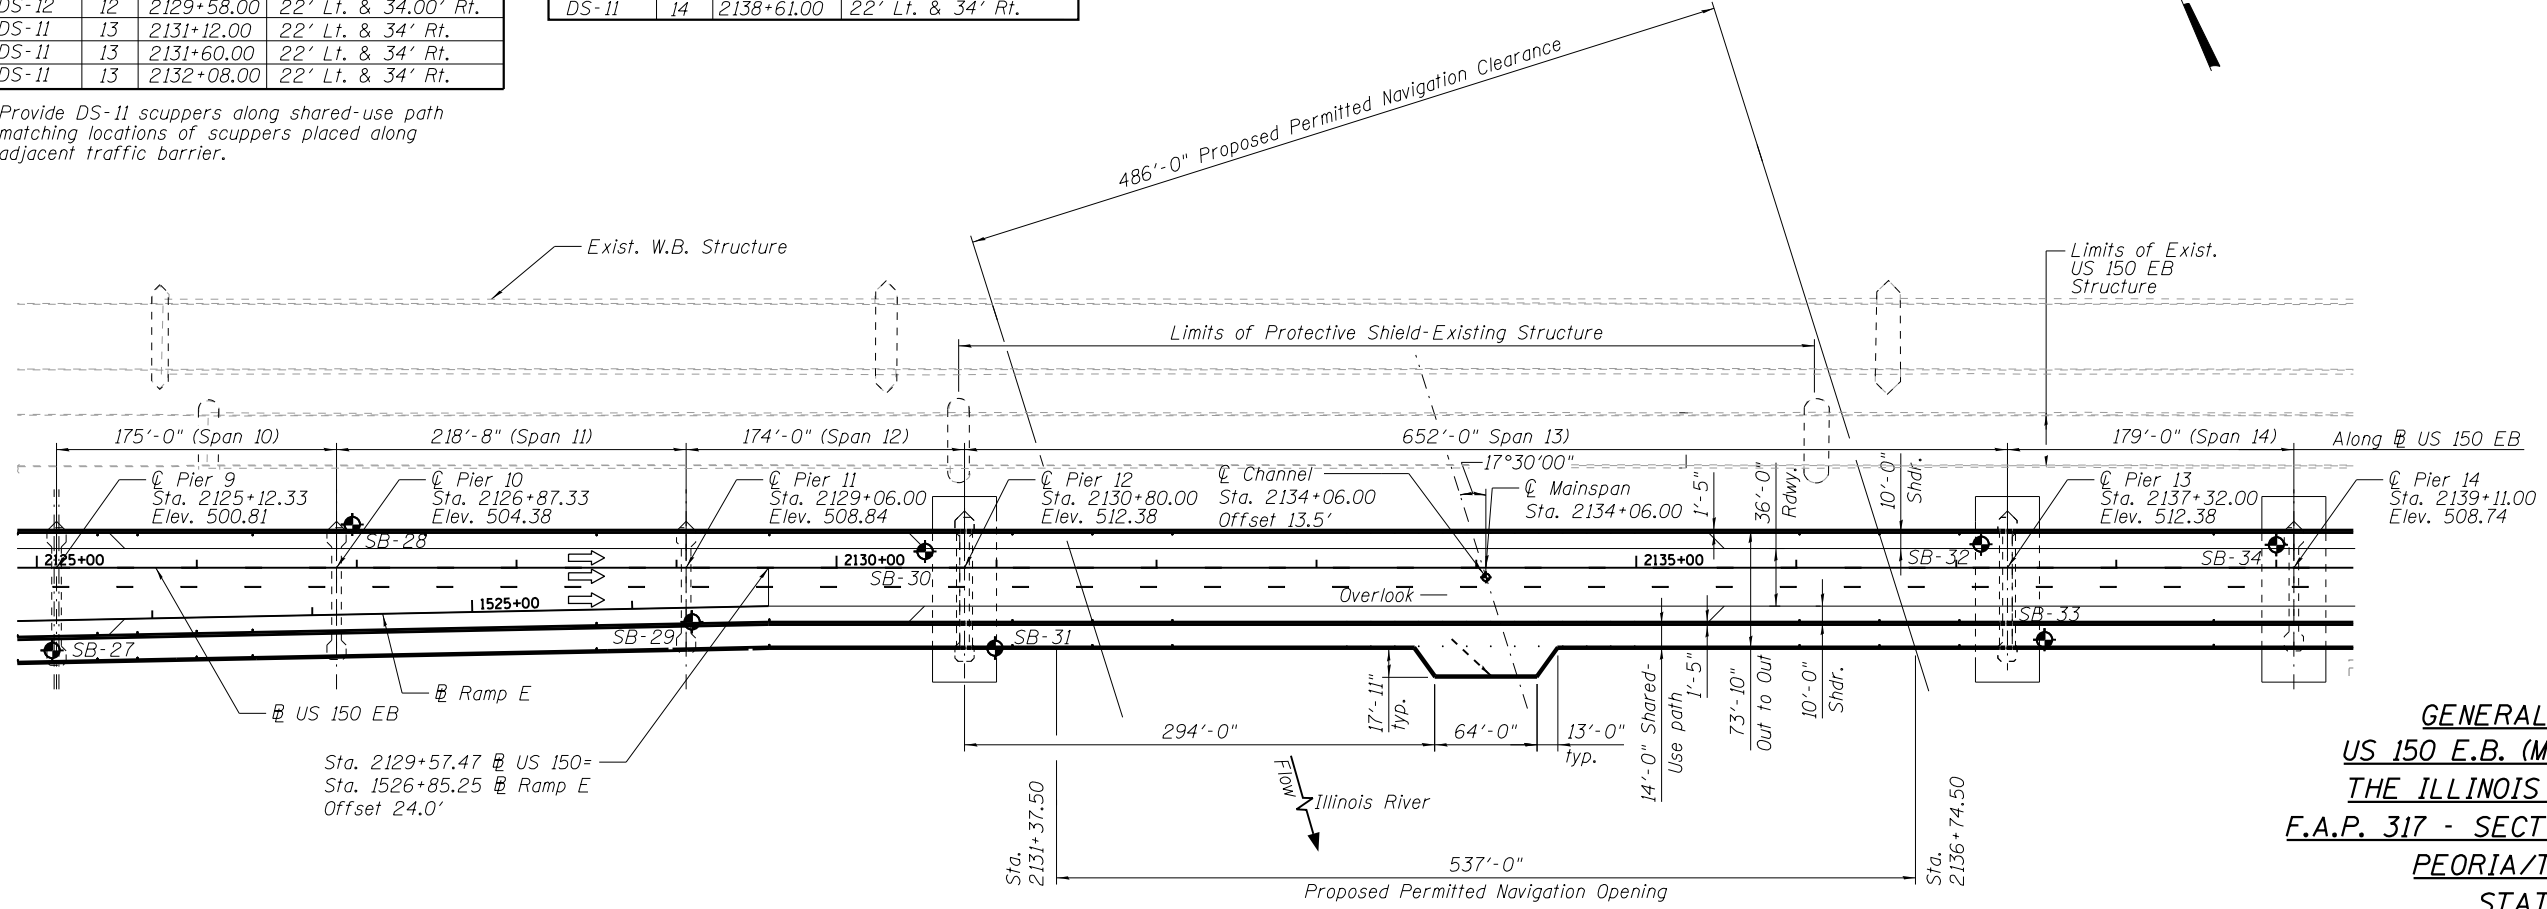 DS-12 12 2129+58.00 22' Lt. & 34.00' Rt.
DS-11 13 2131+12.00 22' Lt. & 34' Rt.
DS-11 13 2131+60.00 22' Lt. & 34' Rt.
DS-11 13 2132+08.00 22' Lt. & 34' Rt.
DS-11 14 2138+61.00 22' Lt. & 34' Rt.
Provide DS-11 scuppers along shared-use path
matching locations of scuppers placed along
adjacent traffic barrier.
486'-0" Proposed Permitted Navigation Clearance
Exist. W.B. Structure
Limits of Exist.
US 150 EB
Structure
Limits of Protective Shield-Existing Structure
175'-0" (Span 10)
218'-8" (Span 11)
174'-0" (Span 12)
652'-0" Span 13)
179'-0" (Span 14)
Along ⅊ US 150 EB
17°30'00"
℄ Pier 9
Sta. 2125+12.33
Elev. 500.81
℄ Pier 10
Sta. 2126+87.33
Elev. 504.38
℄ Pier 11
Sta. 2129+06.00
Elev. 508.84
℄ Pier 12
Sta. 2130+80.00
Elev. 512.38
℄ Channel
Sta. 2134+06.00
Offset 13.5'
℄ Mainspan
Sta. 2134+06.00
1'-5"
36'-0"
Rdwy.
10'-0"
Shdr.
℄ Pier 13
Sta. 2137+32.00
Elev. 512.38
℄ Pier 14
Sta. 2139+11.00
Elev. 508.74
SB-28
2125+00
2130+00
SB-30
2135+00
SB-32
SB-34
1525+00
Overlook
SB-27
SB-29
SB-31
SB-33
⅊ Ramp E
⅊ US 150 EB
17'-11"
typ.
14'-0" Shared-
Use path
1'-5"
73'-10"
Out to Out
10'-0"
Shdr.
294'-0"
64'-0"
13'-0"
typ.
Sta. 2129+57.47 ⅊ US 150=
Sta. 1526+85.25 ⅊ Ramp E
Offset 24.0'
Flow
Illinois River
Sta.
2131+37.50
Sta.
2136+74.50
537'-0"
Proposed Permitted Navigation Opening
GENERAL
US 150 E.B. (M
THE ILLINOIS
F.A.P. 317 - SECT
PEORIA/T
STAT